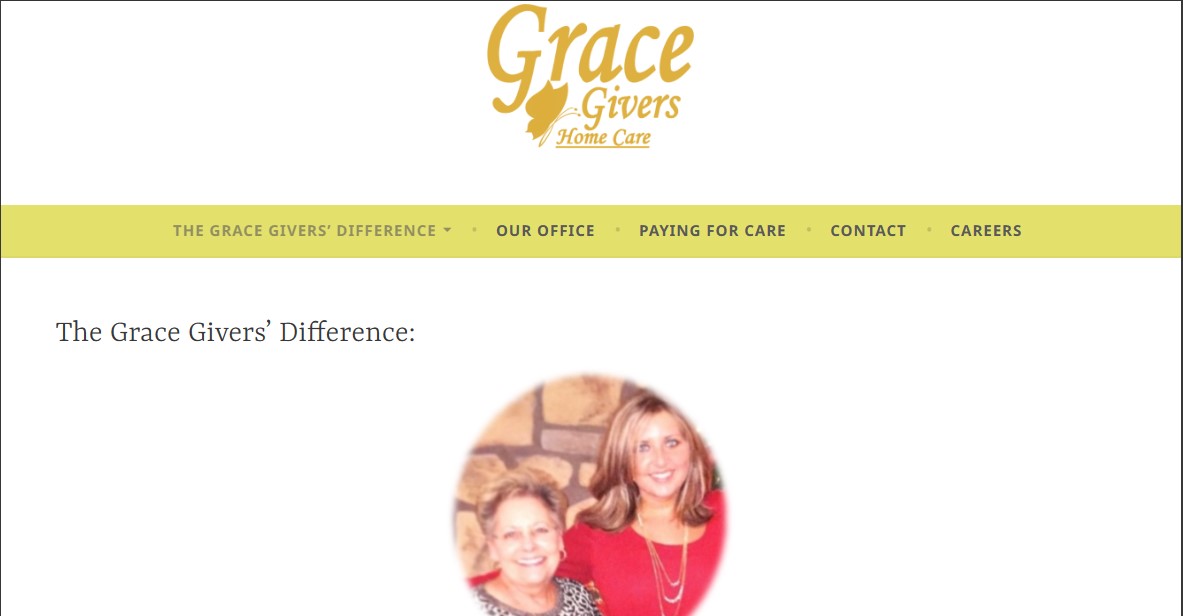 Grace
Givers
Home Care
THE GRACE GIVERS’ DIFFERENCE • OUR OFFICE • PAYING FOR CARE • CONTACT • CAREERS
The Grace Givers’ Difference: